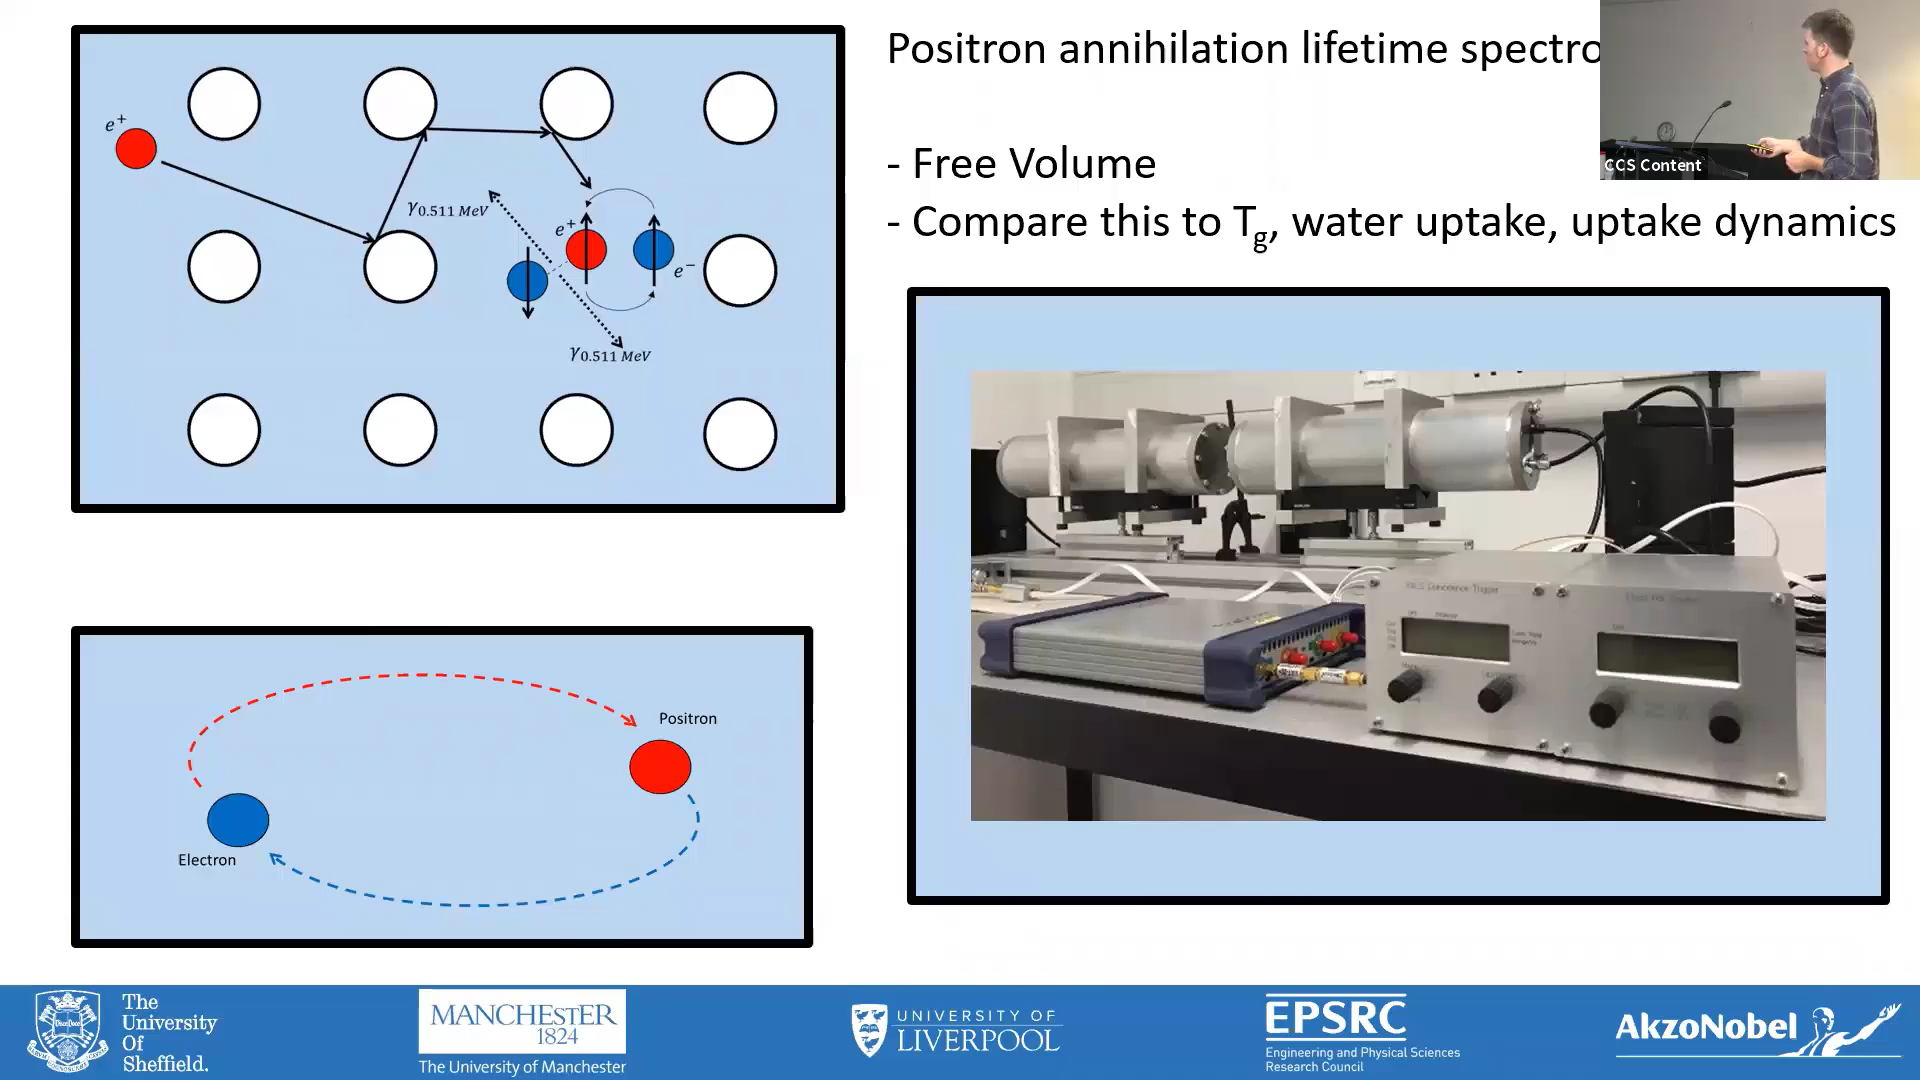 Positron annihilation lifetime spectro
- Free Volume
- Compare this to Tg, water uptake, uptake dynamics
CCS Content
e+
γ0.511 MeV
e+
e−
γ0.511 MeV
Positron
Electron
The
University
Of
Sheffield.
MANCHESTER
1824
The University of Manchester
UNIVERSITY OF
LIVERPOOL
EPSRC
Engineering and Physical Sciences
Research Council
AkzoNobel